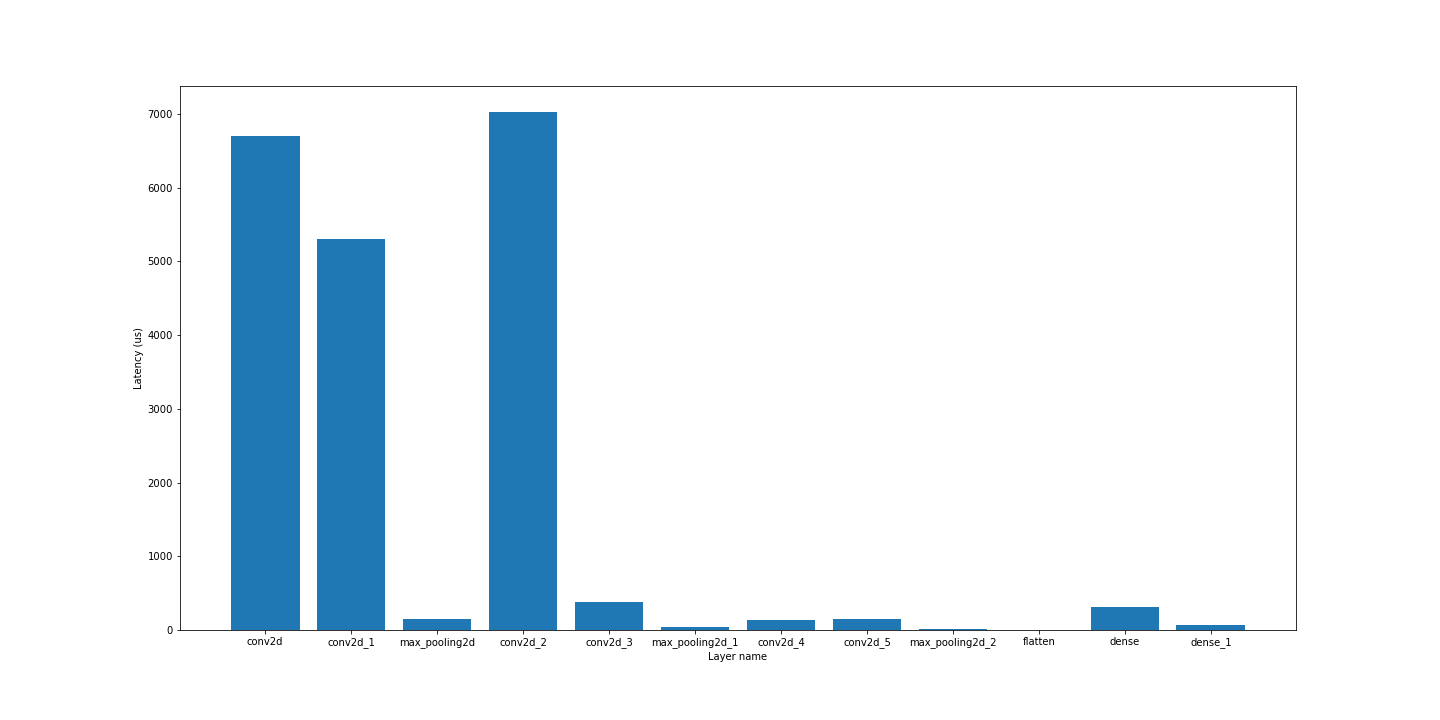 7000
6000
5000
4000
3000
2000
1000
0
Latency (us)
conv2d conv2d_1 max_pooling2d conv2d_2 conv2d_3 max_pooling2d_1 conv2d_4 conv2d_5 max_pooling2d_2 flatten dense dense_1
Layer name